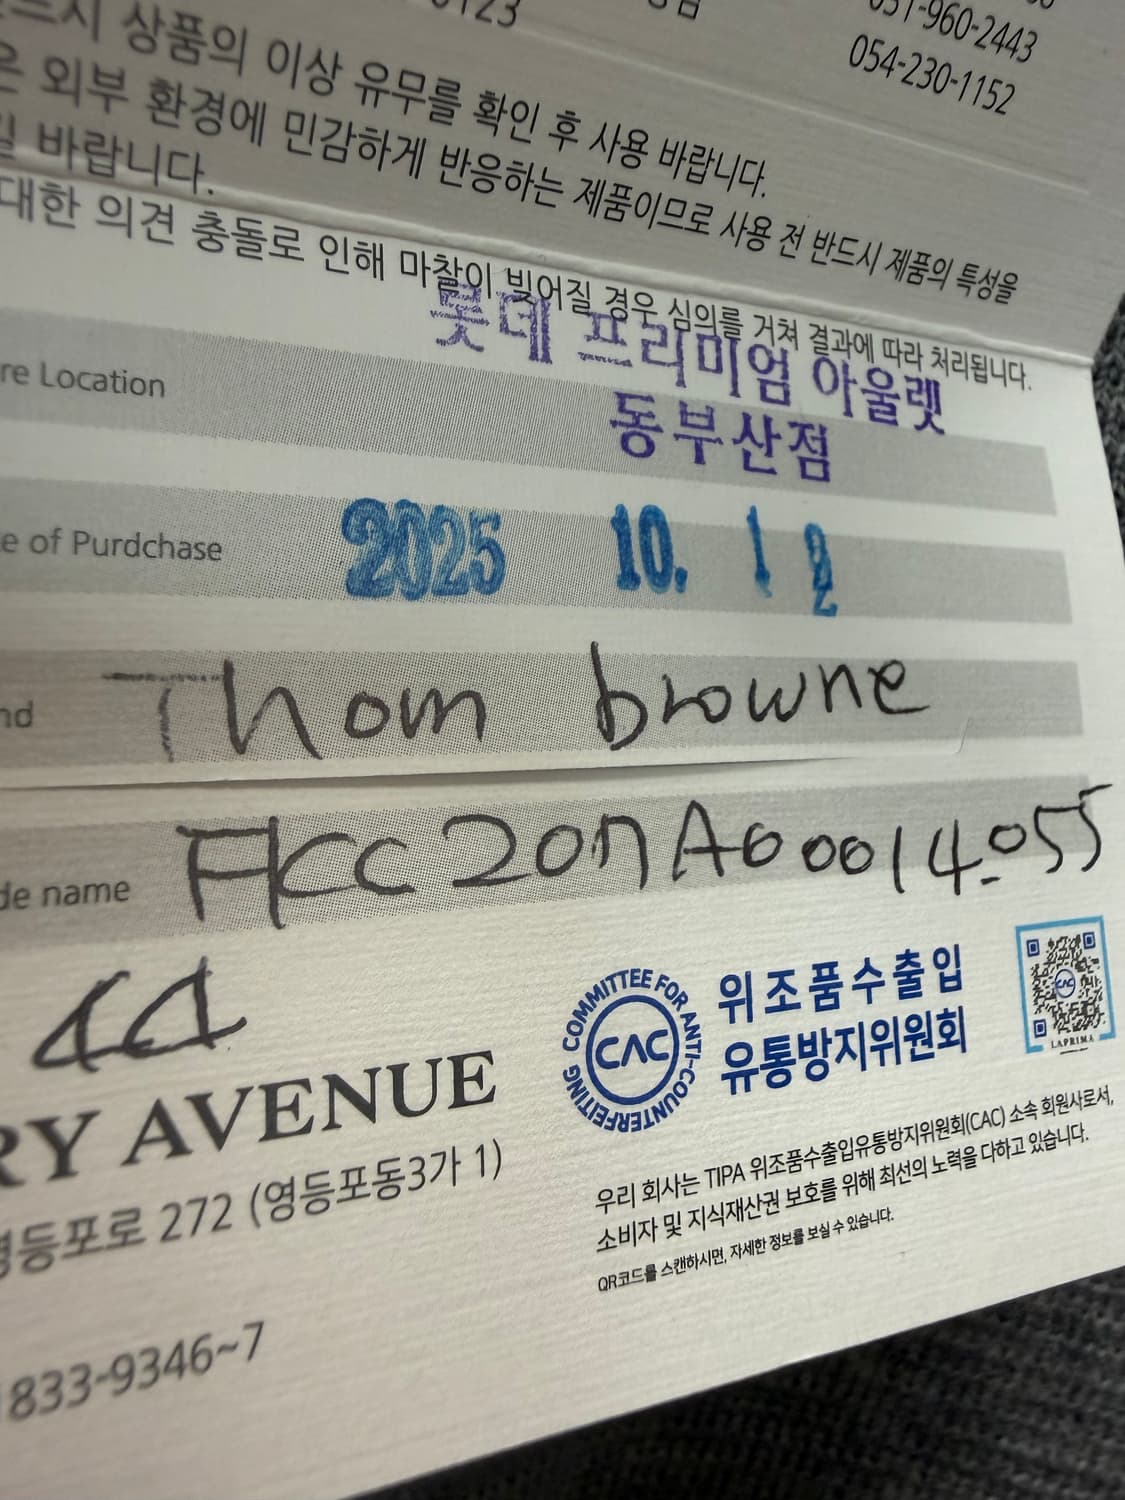 051-960-2443
054-230-1152
상품의 이상 유무를 확인 후 사용 바랍니다.
외부 환경에 민감하게 반응하는 제품이므로 사용 전 반드시 제품의 특성을
바랍니다.
대한 의견 충돌로 인해 마찰이 빚어질 경우 심의를 거쳐 결과에 따라 처리됩니다.
롯데 프리미엄 아울렛
re Location
동부산점
e of Purdchase 2025 10. 12
nd Thom browne
de name FKCC207A00014-055
RY AVENUE
영등포로 272 (영등포동3가 1)
1833-9346~7
COMMITTEE FOR ANTI-COUNTERFEITING
CAC
위조품수출입
유통방지위원회
CAC
LAPRIMA
우리 회사는 TIPA 위조품수출입유통방지위원회(CAC) 소속 회원사로서,
소비자 및 지식재산권 보호를 위해 최선의 노력을 다하고 있습니다.
QR코드를 스캔하시면, 자세한 정보를 보실 수 있습니다.